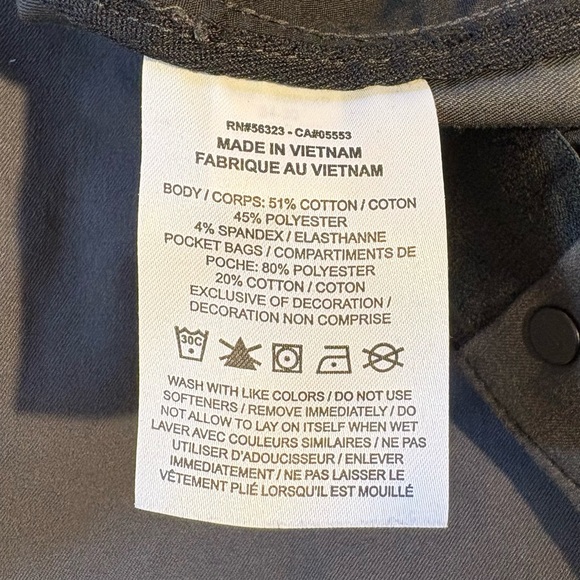 RN#56323 - CA#05553
MADE IN VIETNAM
FABRIQUE AU VIETNAM
BODY / CORPS: 51% COTTON / COTON
45% POLYESTER
4% SPANDEX / ELASTHANNE
POCKET BAGS / COMPARTIMENTS DE
POCHE: 80% POLYESTER
20% COTTON / COTON
EXCLUSIVE OF DECORATION /
DECORATION NON COMPRISE
30C
WASH WITH LIKE COLORS / DO NOT USE
SOFTENERS / REMOVE IMMEDIATELY / DO
NOT ALLOW TO LAY ON ITSELF WHEN WET
LAVER AVEC COULEURS SIMILAIRES / NE PAS
UTILISER D'ADOUCISSEUR / ENLEVER
IMMEDIATEMENT / NE PAS LAISSER LE
VÊTEMENT PLIÉ LORSQU'IL EST MOUILLÉ